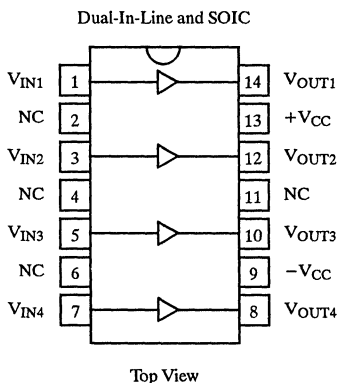 Dual-In-Line and SOIC
VIN1 1 14 VOUT1
NC 2 13 +VCC
VIN2 3 12 VOUT2
NC 4 11 NC
VIN3 5 10 VOUT3
NC 6 9 −VCC
VIN4 7 8 VOUT4
Top View